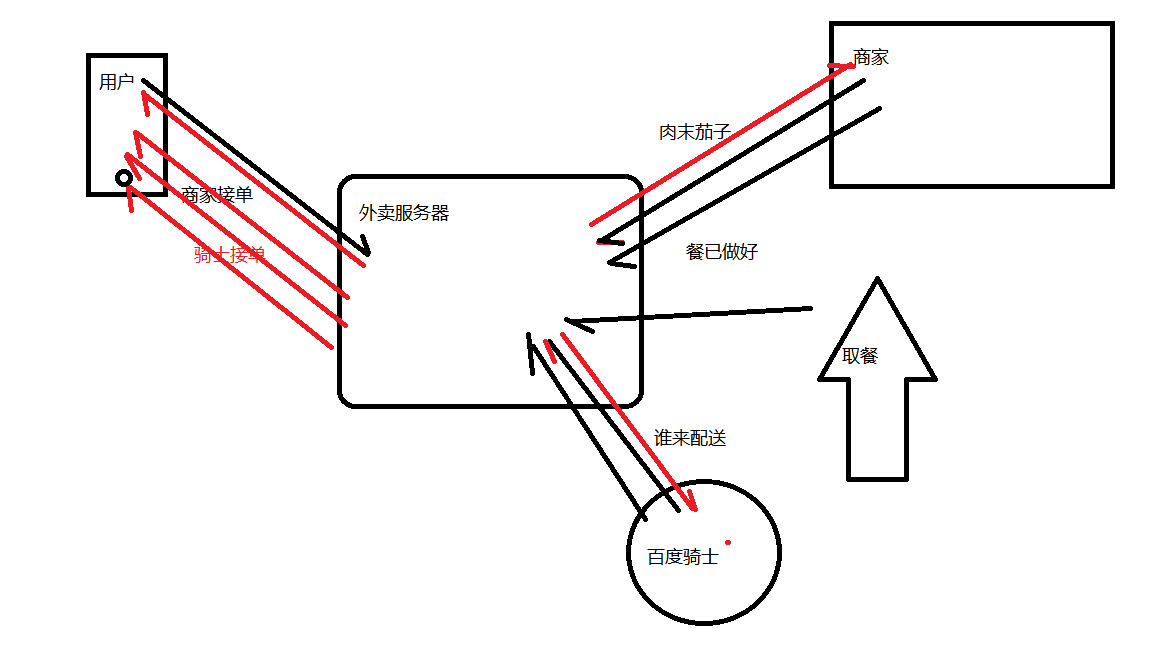 用户
商家
肉末茄子
商家接单
外卖服务器
骑士接单
餐已做好
取餐
谁来配送
百度骑士